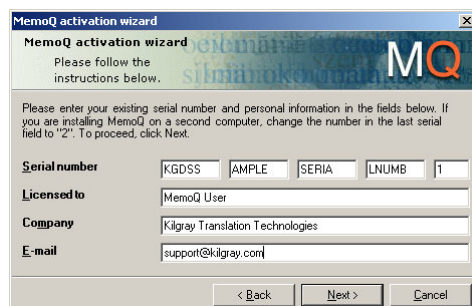 MemoQ activation wizard
MemoQ activation wizard
Please follow the
instructions below.
MQ
Please enter your existing serial number and personal information in the fields below. If
you are installing MemoQ on a second computer, change the number in the last serial
field to "2". To proceed, click Next.
Serial number KGDSS AMPLE SERIA LNUMB 1
Licensed to MemoQ User
Company Kilgray Translation Technologies
E-mail support@kilgray.com
< Back Next > Cancel